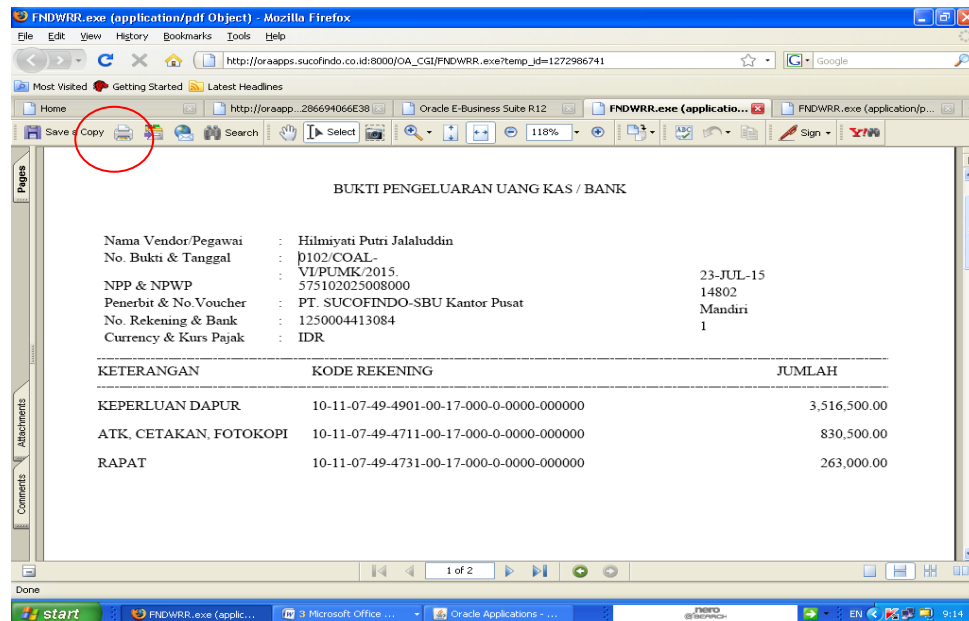 FNDWRR.exe (application/pdf Object) - Mozilla Firefox
File Edit View History Bookmarks Tools Help
http://oraapps.sucofindo.co.id:8000/OA_CGI/FNDWRR.exe?temp_id=1272986741
G Google
Most Visited Getting Started Latest Headlines
Home http://oraapp...286694066E38 Oracle E-Business Suite R12 FNDWRR.exe (applicatio... FNDWRR.exe (application/p...
Save a Copy Search Select 118% Sign Y!
Pages
BUKTI PENGELUARAN UANG KAS / BANK
Nama Vendor/Pegawai : Hilmiyati Putri Jalaluddin
No. Bukti & Tanggal : 0102/COAL-
: VI/PUMK/2015. 23-JUL-15
NPP & NPWP 575102025008000 14802
Penerbit & No.Voucher : PT. SUCOFINDO-SBU Kantor Pusat Mandiri
No. Rekening & Bank : 1250004413084 1
Currency & Kurs Pajak : IDR
KETERANGAN KODE REKENING JUMLAH
KEPERLUAN DAPUR 10-11-07-49-4901-00-17-000-0-0000-000000 3,516,500.00
ATK, CETAKAN, FOTOKOPI 10-11-07-49-4711-00-17-000-0-0000-000000 830,500.00
RAPAT 10-11-07-49-4731-00-17-000-0-0000-000000 263,000.00
Attachments
Comments
1 of 2
Done
start FNDWRR.exe (applic... 3 Microsoft Office ... Oracle Applications - ... nero SEARCH EN 9:14